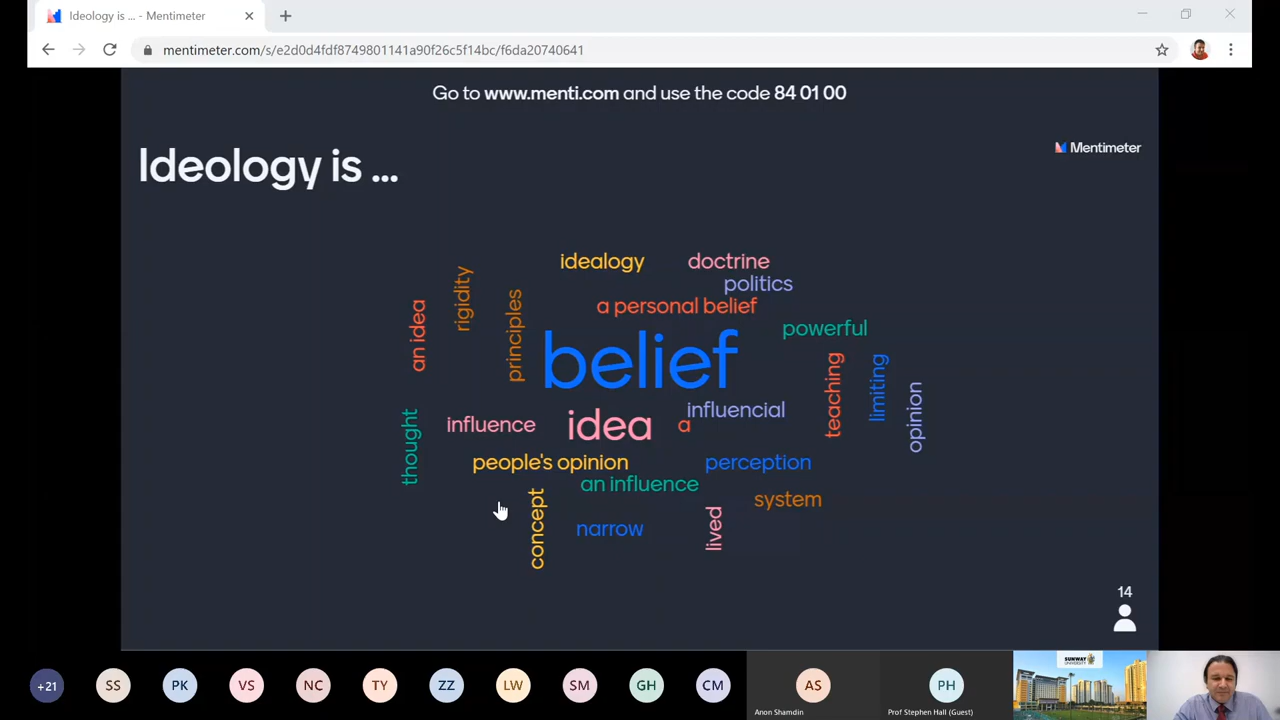 Ideology is ... - Mentimeter
mentimeter.com/s/e2d0d4fdf8749801141a90f26c5f14bc/f6da20740641
Go to www.menti.com and use the code 84 01 00
Mentimeter
Ideology is ...
idealogy
doctrine
politics
a personal belief
powerful
an idea
rigidity
principles
belief
teaching
limiting
opinion
influencial
influence
idea
a
thought
people's opinion
perception
an influence
system
concept
narrow
lived
14
+21
SS
PK
VS
NC
TY
ZZ
LW
SM
GH
CM
AS
Anon Shamdin
PH
Prof Stephen Hall (Guest)
SUNWAY
UNIVERSITY